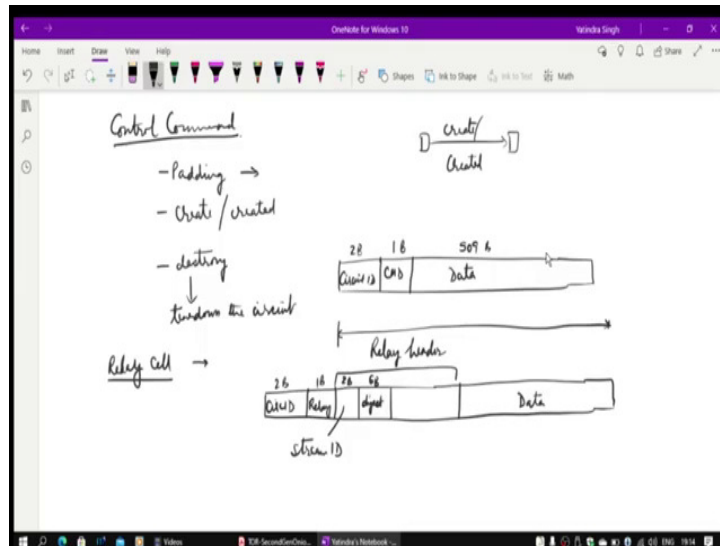 OneNote for Windows 10
Yatindra Singh
Home Insert Draw View Help
Share
Shapes
Ink to Shape
Ink to Text
Math
Control Command
- Padding →
- Create / created
- destroy
↓
teardown the circuit
create/
Created
2B 1B 509 B
Circuit ID CMD Data
Relay header
Relay Cell →
2B 1B 2B 6B
CircID Relay digest Data
stream ID
Videos
TOR-SecondGenOnio...
Yatindra's Notebook -...
ENG 19:14